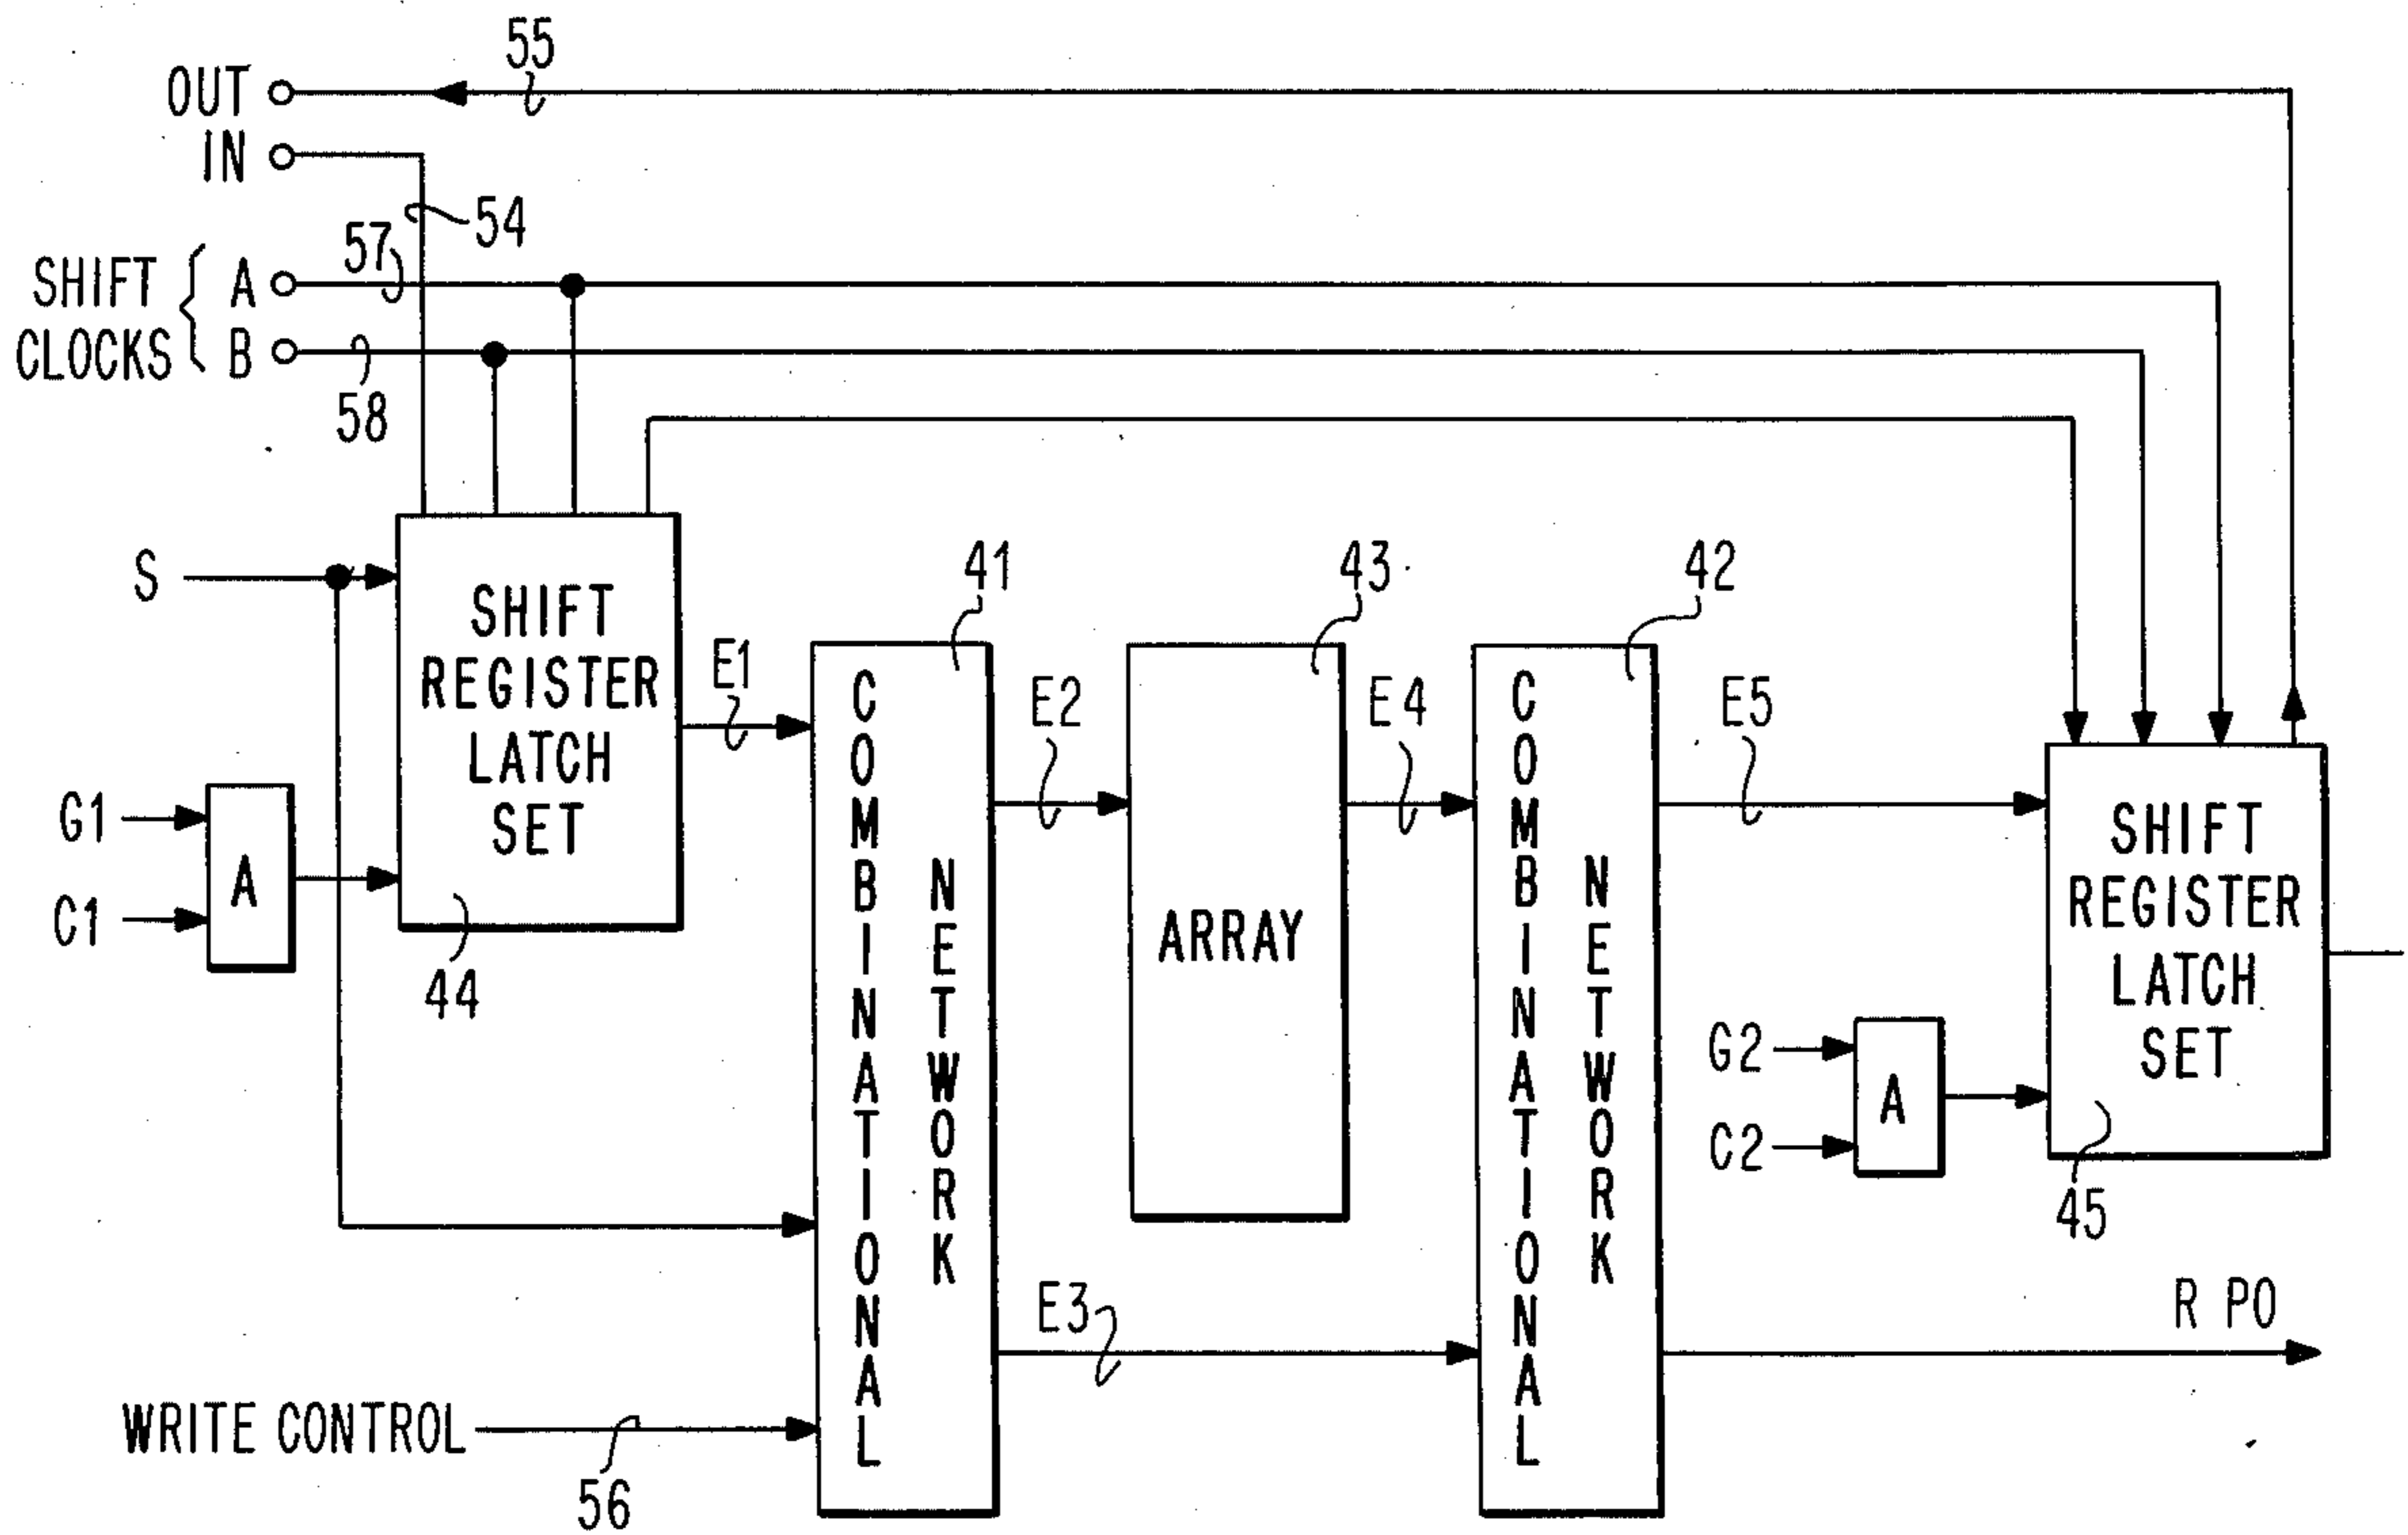 55
OUT
IN
54
57
SHIFT CLOCKS
A
B
58
S
SHIFT
REGISTER
LATCH
SET
44
G1
C1
A
E1
41
COMBINATIONAL
NETWORK
E2
43
ARRAY
E4
42
COMBINATIONAL
NETWORK
E5
SHIFT
REGISTER
LATCH
SET
45
G2
C2
A
E3
R PO
WRITE CONTROL
56